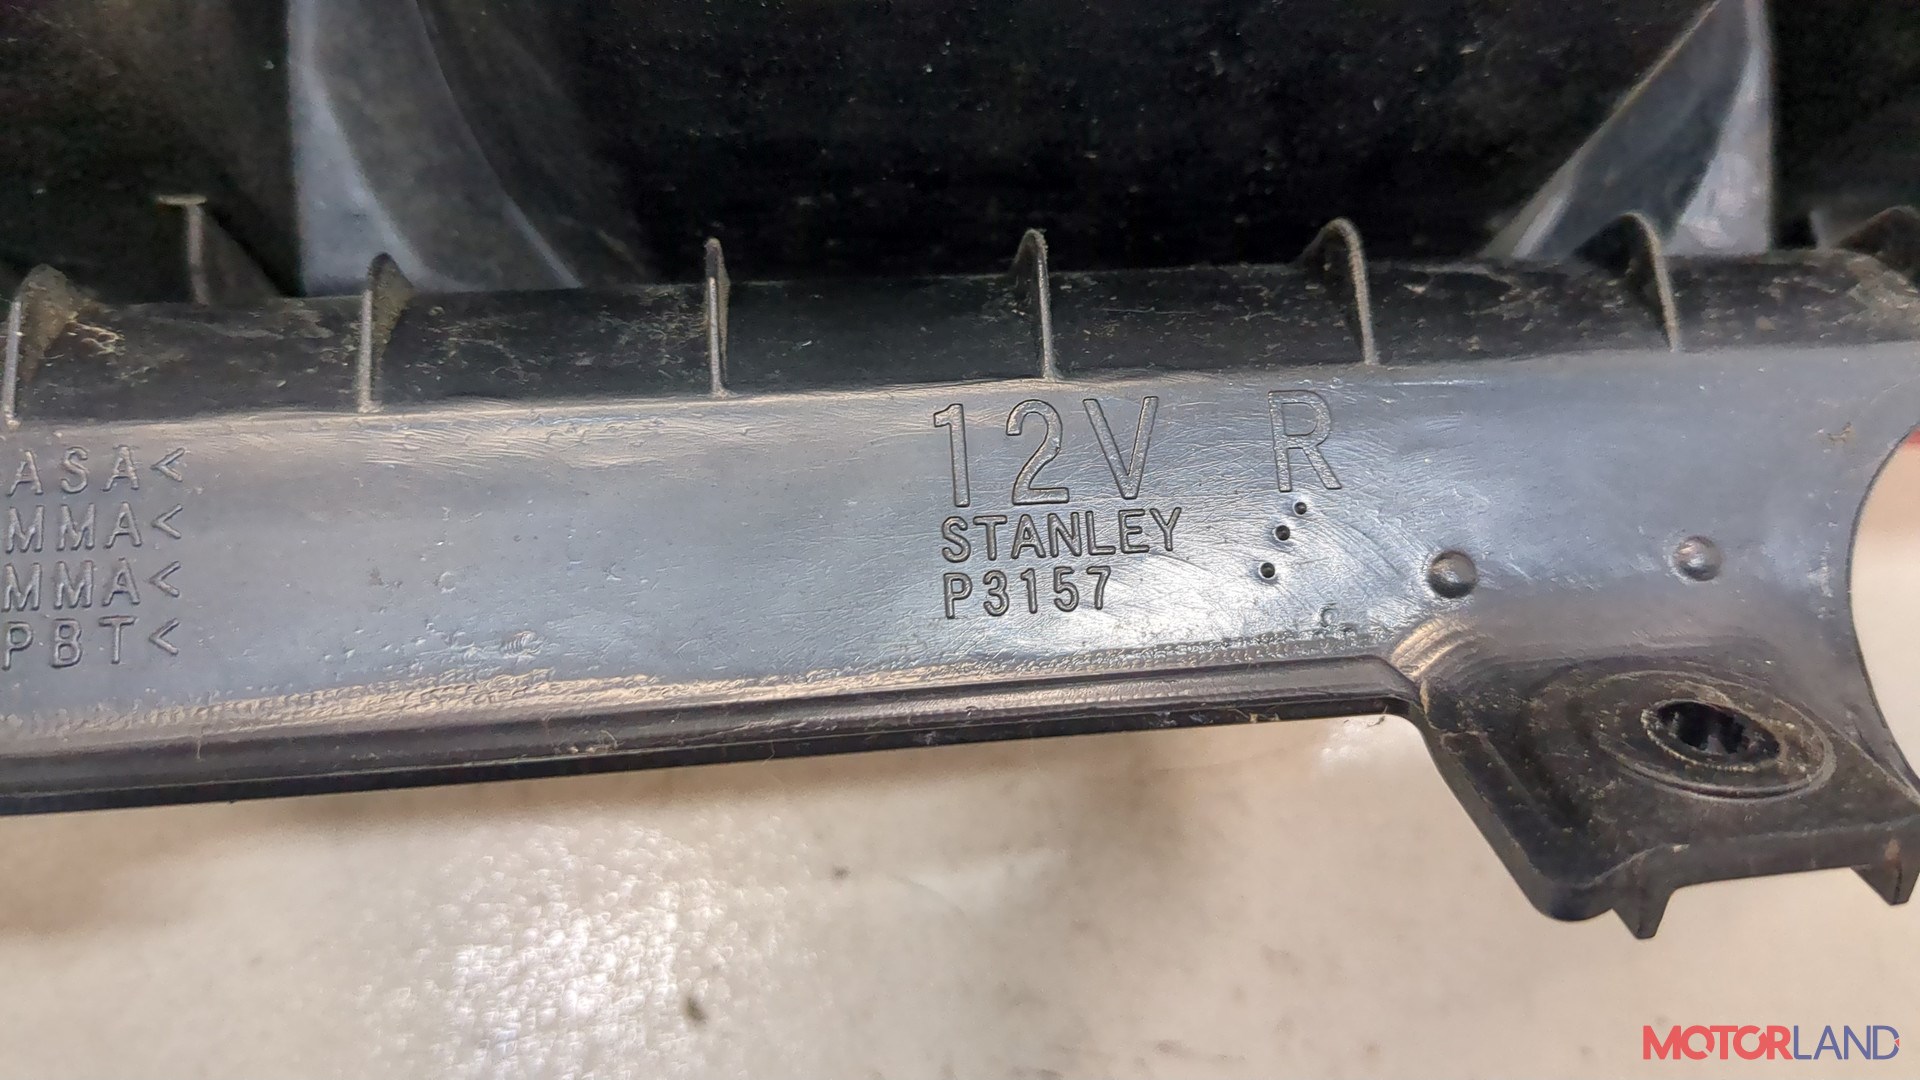 ASA<
MMA<
MMA<
PBT<
12V R
STANLEY
P3157
MOTORLAND